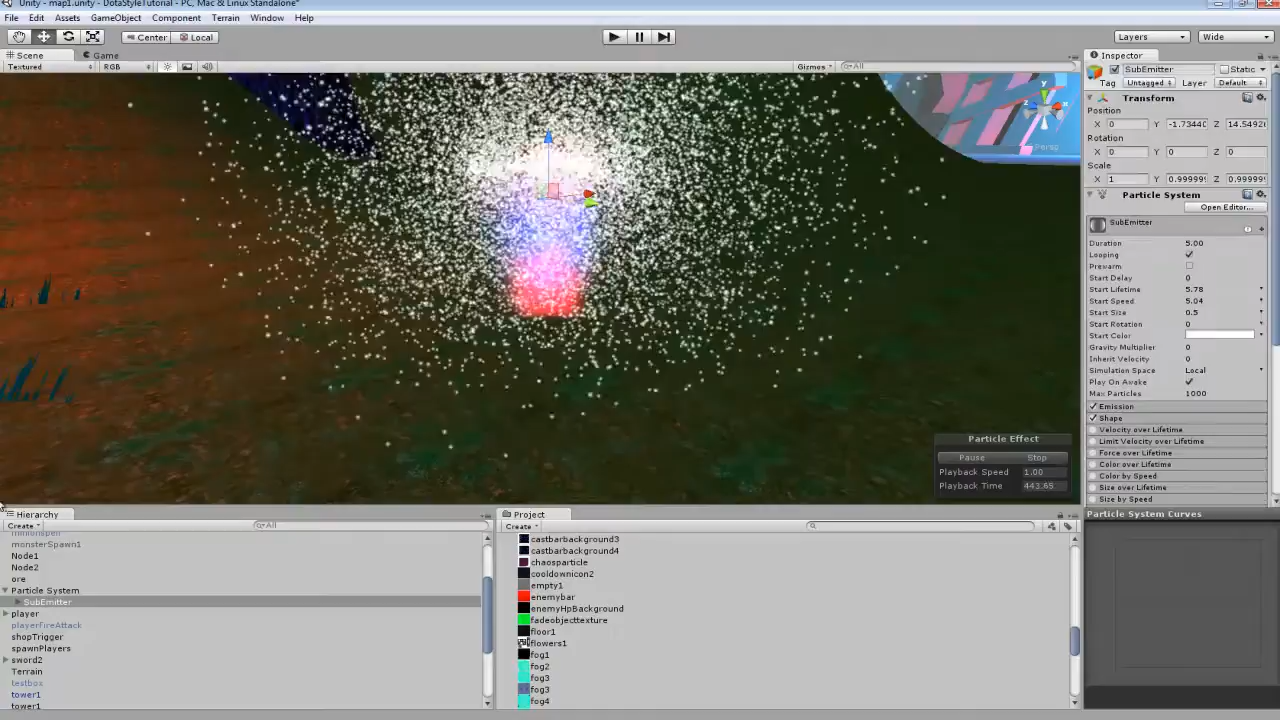 Unity - map1.unity - DotaStyleTutorial - PC, Mac & Linux Standalone*
File Edit Assets GameObject Component Terrain Window Help
Center Local Layers Wide
Scene Game
Textured RGB Gizmos All
Persp
Particle Effect
Pause Stop
Playback Speed 1.00
Playback Time 443.65
Inspector
SubEmitter Static
Tag Untagged Layer Default
Transform
Position
X 0 Y -1.7344 Z 14.5492
Rotation
X 0 Y 0 Z 0
Scale
X 1 Y 0.99999 Z 0.99999
Particle System
Open Editor...
SubEmitter
Duration 5.00
Looping
Prewarm
Start Delay 0
Start Lifetime 5.78
Start Speed 5.04
Start Size 0.5
Start Rotation 0
Start Color
Gravity Multiplier 0
Inherit Velocity 0
Simulation Space Local
Play On Awake
Max Particles 1000
Emission
Shape
Velocity over Lifetime
Limit Velocity over Lifetime
Force over Lifetime
Color over Lifetime
Color by Speed
Size over Lifetime
Size by Speed
Particle System Curves
Hierarchy
Create All
monsterSpawn1
Node1
Node2
ore
Particle System
SubEmitter
player
playerFireAttack
shopTrigger
spawnPlayers
sword2
Terrain
testbox
tower1
tower1
Project
Create
castbarbackground3
castbarbackground4
chaosparticle
cooldownicon2
empty1
enemybar
enemyHpBackground
fadeobjecttexture
floor1
flowers1
fog1
fog2
fog3
fog3
fog4